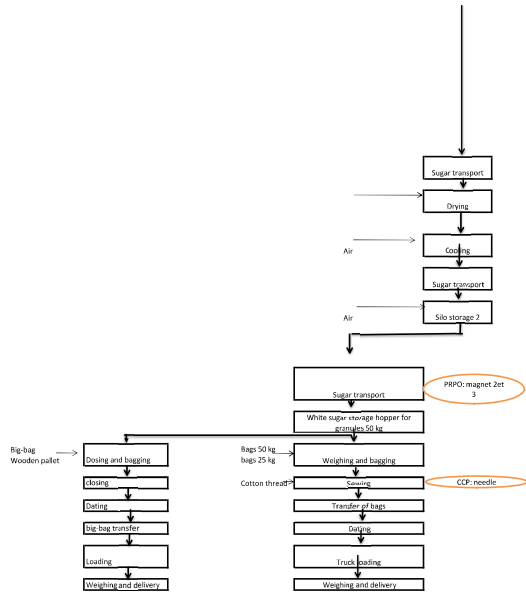 Sugar transport
Drying
Air
Cooling
Sugar transport
Air
Silo storage 2
Sugar transport
PRPO: magnet 2et
3
White sugar storage hopper for
granules 50 kg
Big-bag
Wooden pallet
Dosing and bagging
Bags 50 kg
bags 25 kg
Weighing and bagging
closing
Cotton thread
Sewing
CCP: needle
Dating
Transfer of bags
big-bag transfer
Dating
Loading
Truck loading
Weighing and delivery
Weighing and delivery